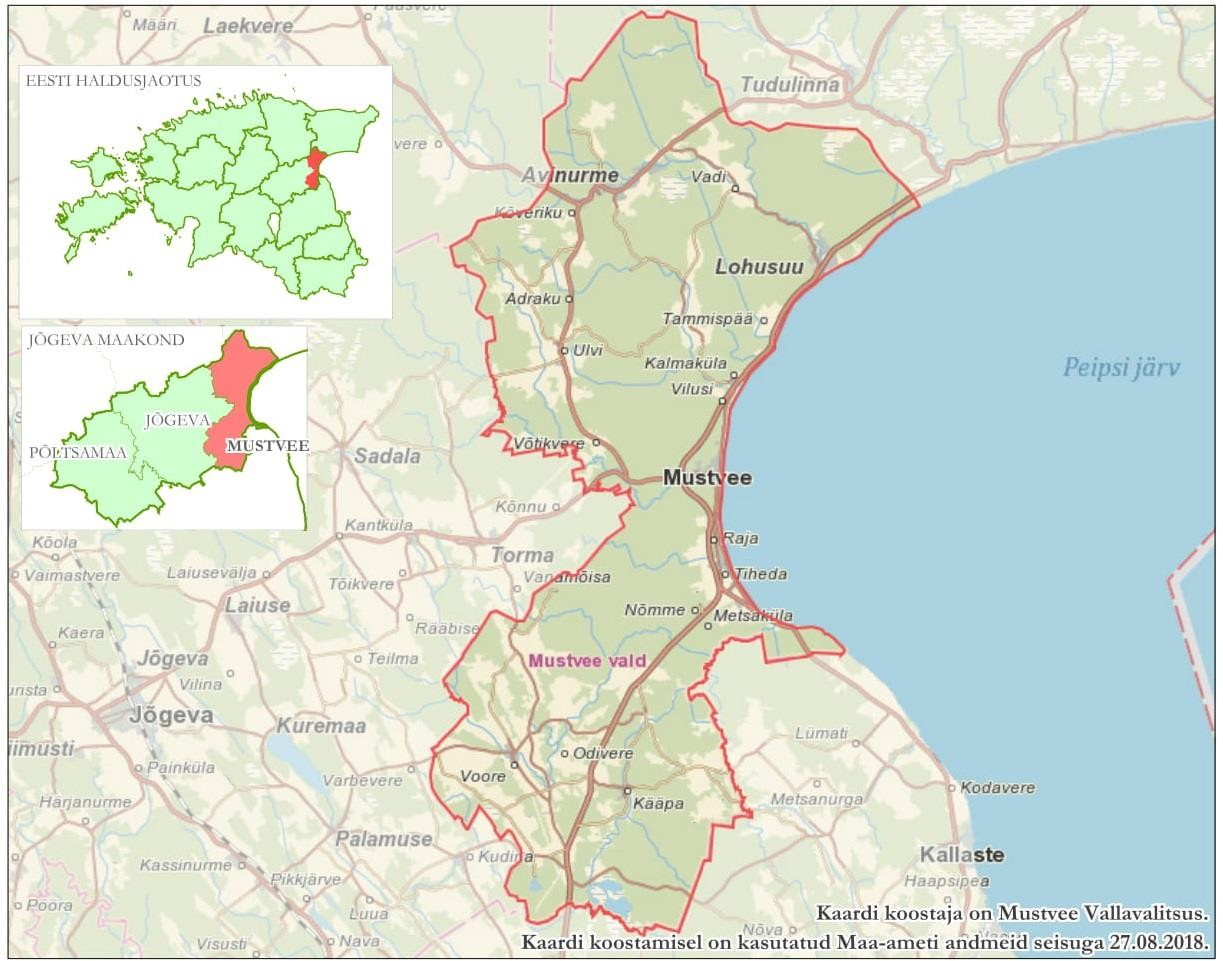 Määri
Laekvere
Paasvere
EESTI HALDUSJAOTUS
Tudulinna
vere
Avinurme
Vadi
Kõveriku
Lohusuu
Adraku
Tammispää
JÕGEVA MAAKOND
Ulvi
Kalmaküla
Peipsi järv
Vilusi
JÕGEVA
MUSTVEE
PÕLTSAMAA
Võtikvere
Sadala
Mustvee
Kõnnu
Kantküla
Raja
Kõola
Torma
Vaimastvere
Laiusevälja
Tõikvere
Vanamõisa
Tiheda
Laiuse
Nõmme
Metsaküla
Kaera
Rääbise
Jõgeva
Teilma
Mustvee vald
Vilina
urista
Jõgeva
Kuremaa
Lümati
iimusti
Odivere
Painküla
Varbevere
Voore
Kodavere
Harjanurme
Kääpa
Metsanurga
Palamuse
Kassinurme
Kudina
Kallaste
Pikkjärve
Haapsipea
Pööra
Luua
Kaardi koostaja on Mustvee Vallavalitsus.
Visusti
Nava
Nõva
Kaardi koostamisel on kasutatud Maa-ameti andmeid seisuga 27.08.2018.